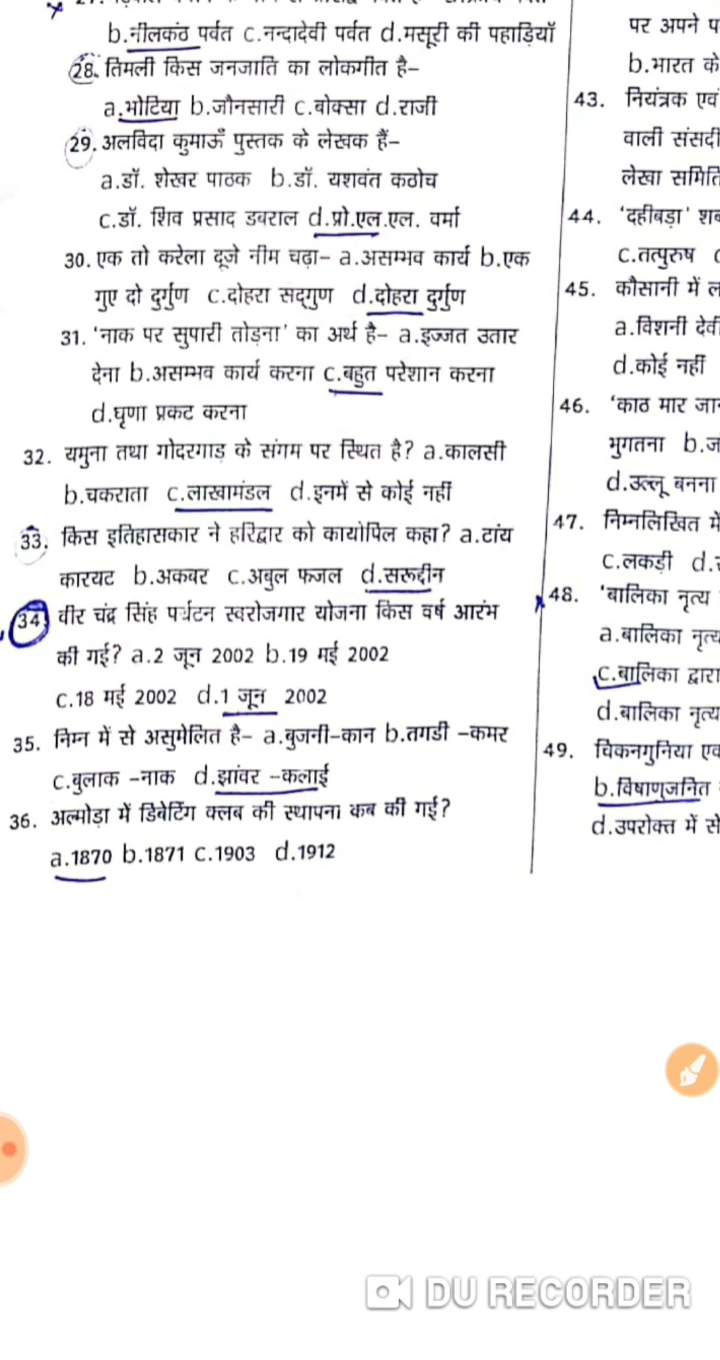 b.नीलकंठ पर्वत c.नन्दादेवी पर्वत d.मसूरी की पहाड़ियॉ
28. तिमली किस जनजाति का लोकगीत है–
a.भोटिया b.जौनसारी c.बोक्सा d.राजी
29. अलविदा कुमाऊँ पुस्तक के लेखक हैं–
a.डॉ. शेखर पाठक b.डॉ. यशवंत कठोच
c.डॉ. शिव प्रसाद डबराल d.प्रो.एल.एल. वर्मा
30. एक तो करेला दूजे नीम चढ़ा– a.असम्भव कार्य b.एक
गुए दो दुर्गुण c.दोहरा सद्गुण d.दोहरा दुर्गुण
31. 'नाक पर सुपारी तोड़ना' का अर्थ है– a.इज्जत उतार
देना b.असम्भव कार्य करना c.बहुत परेशान करना
d.घृणा प्रकट करना
32. यमुना तथा गोदरगाड़ के संगम पर स्थित है? a.कालसी
b.चकराता c.लाखामंडल d.इनमें से कोई नहीं
33. किस इतिहासकार ने हरिद्वार को कायोपिल कहा? a.टांय
कारयट b.अकबर c.अबुल फजल d.सरूद्दीन
34. वीर चंद्र सिंह पर्यटन स्वरोजगार योजना किस वर्ष आरंभ
की गई? a.2 जून 2002 b.19 मई 2002
c.18 मई 2002 d.1 जून 2002
35. निम्न में से असुमेलित है– a.बुजनी–कान b.तगडी –कमर
c.बुलाक –नाक d.झांवर –कलाई
36. अल्मोड़ा में डिबेटिंग क्लब की स्थापना कब की गई?
a.1870 b.1871 c.1903 d.1912
पर अपने
b.भारत के
43. नियंत्रक एवं
वाली
लेखा
44. 'दहीबड़ा'
c.तत्पुरुष
45. कौसानी में
a.विशनी देवी
d.कोई नहीं
46. 'काठ मार
भुगतना b.
d.उल्लू बनना
47. निम्नलिखित में
c.लकड़ी d.
48. 'बालिका नृत्य
a.बालिका नृत्य
c.बालिका द्वारा
d.बालिका नृत्य
49. चिकनगुनिया
b.विषाणुजनित
d.उपरोक्त में से
DU RECORDER